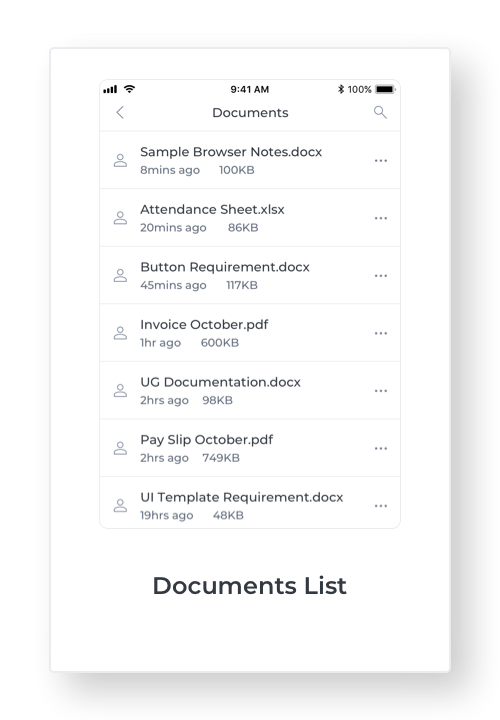 9:41 AM 100%
Documents
Sample Browser Notes.docx
8mins ago 100KB
Attendance Sheet.xlsx
20mins ago 86KB
Button Requirement.docx
45mins ago 117KB
Invoice October.pdf
1hr ago 600KB
UG Documentation.docx
2hrs ago 98KB
Pay Slip October.pdf
2hrs ago 749KB
UI Template Requirement.docx
19hrs ago 48KB
Documents List